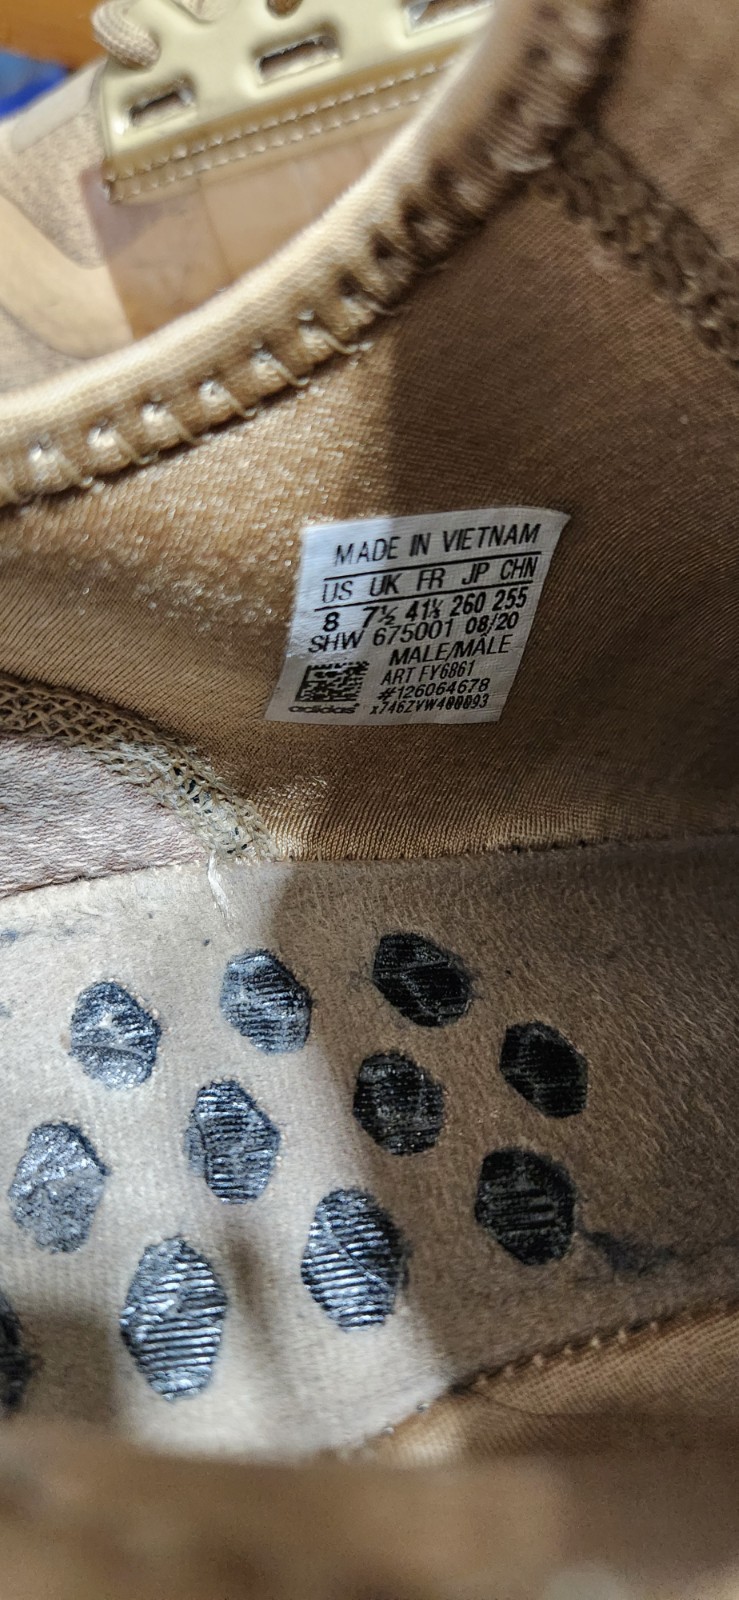 MADE IN VIETNAM
US UK FR JP CHN
8 7½ 41⅓ 260 255
SHW 675001 08/20
MALE/MÂLE
ART FY6861
#126064678
adidas x746ZVW400093